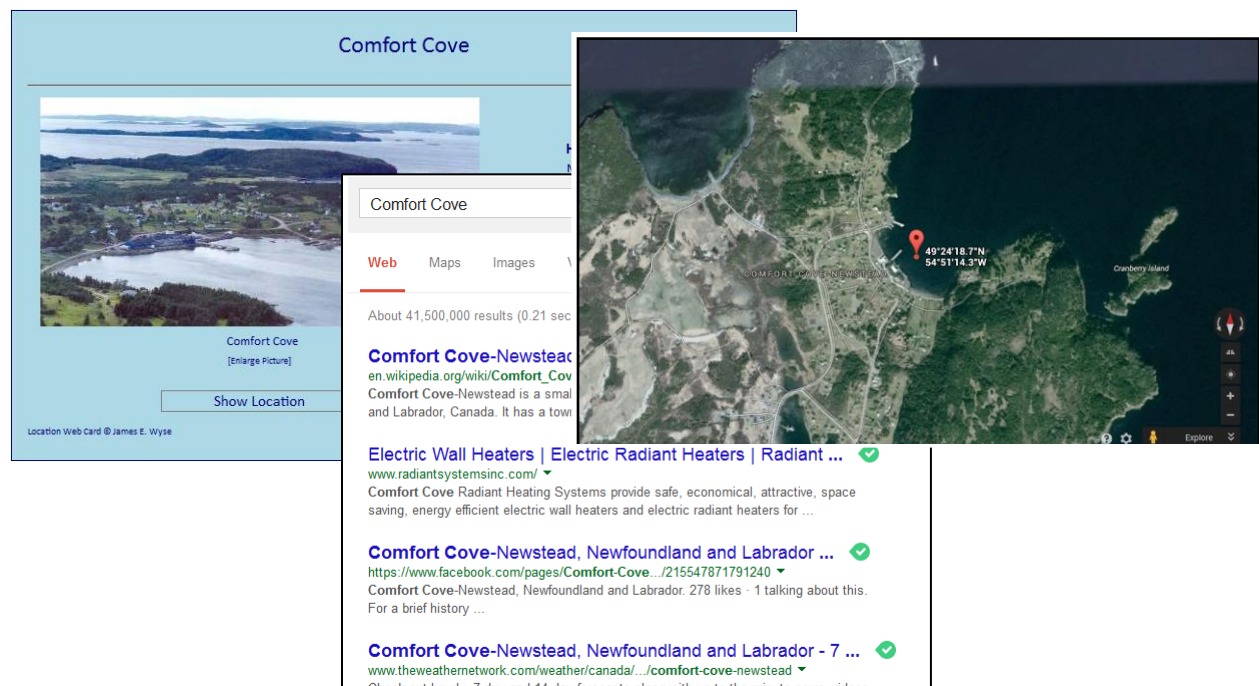 Comfort Cove
Comfort Cove
[Enlarge Picture]
Show Location
Location Web Card © James E. Wyse
Comfort Cove
Web Maps Images
About 41,500,000 results (0.21 sec
Comfort Cove-Newstead
en.wikipedia.org/wiki/Comfort_Cov
Comfort Cove-Newstead is a smal
and Labrador, Canada. It has a tow
Electric Wall Heaters | Electric Radiant Heaters | Radiant ...
www.radiantsystemsinc.com/
Comfort Cove Radiant Heating Systems provide safe, economical, attractive, space
saving, energy efficient electric wall heaters and electric radiant heaters for ...
Comfort Cove-Newstead, Newfoundland and Labrador ...
https://www.facebook.com/pages/Comfort-Cove.../215547871791240
Comfort Cove-Newstead, Newfoundland and Labrador. 278 likes · 1 talking about this.
For a brief history ...
Comfort Cove-Newstead, Newfoundland and Labrador - 7 ...
www.theweathernetwork.com/weather/canada/.../comfort-cove-newstead
49°24'18.7"N
54°51'14.3"W
COMFORT COVE-NEWSTEAD
Cranberry Island
Explore